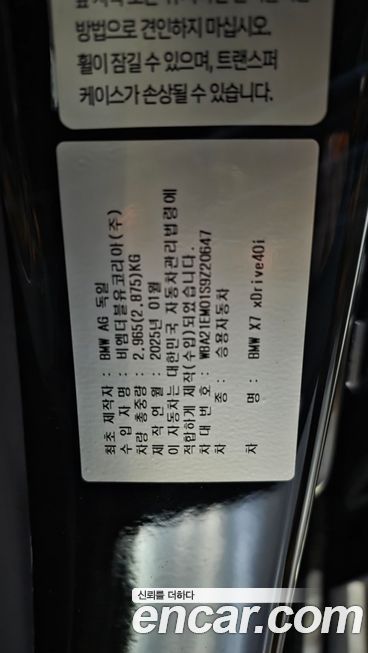 방법으로 견인하지 마십시오.
휠이 잠길 수 있으며, 트랜스퍼
케이스가 손상될 수 있습니다.
최초 제작자 : BMW AG 독일
수 입 자 명 : 비엠더블유코리아(주)
차량 총중량 : 2,965(2,875)KG
제 작 연 월 : 2025년 01월
이 자동차는 대한민국 자동차관리법령에
적합하게 제작(수입)되었습니다.
차 대 번 호 : WBA21EM01S9Z20647
차 종 : 승용자동차
차 명 : BMW X7 xDrive40i
신뢰를 더하다
encar.com